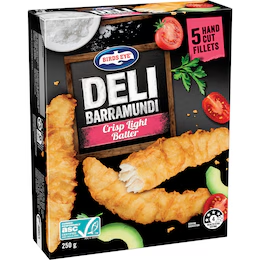 BIRDS EYE
5 HAND
CUT
FILLETS
DELI
BARRAMUNDI
Crisp Light
Batter
asc
250 g